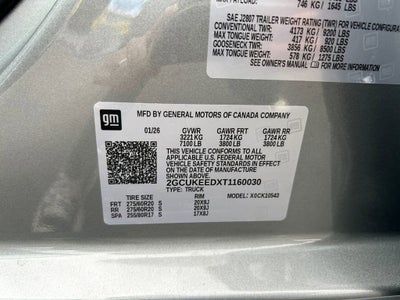 746 KG/ 1645 LBS
SAE J2807 TRAILER WEIGHT RATING (TWR) FOR VEHICLE CONFIGURA
CONVENTIONAL TWR: 4173 KG/ 9200 LBS
MAX TONGUE WEIGHT: 417 KG/ 920 LBS
GOOSENECK TWR: 3856 KG/ 8500 LBS
MAX TONGUE WEIGHT: 578 KG/ 1275 LBS
SEE OWNER'S MANUAL
gm
MFD BY GENERAL MOTORS OF CANADA COMPANY
01/26 GVWR GAWR FRT GAWR RR
3221 KG 1724 KG 1724 KG
7100 LB 3800 LB 3800 LB
THIS VEHICLE CONFORMS TO ALL APPLICABLE
U.S. FEDERAL MOTOR VEHICLE SAFETY STANDARDS IN EFFECT
ON THE DATE OF MANUFACTURE SHOWN ABOVE.
2GCUKEEDXT1160030
TYPE: TRUCK
TIRE SIZE RIM MODEL: X0CK10543
FRT 275/60R20 S 20X9J
RR 275/60R20 S 20X9J
SPA 255/80R17 S 17X8J